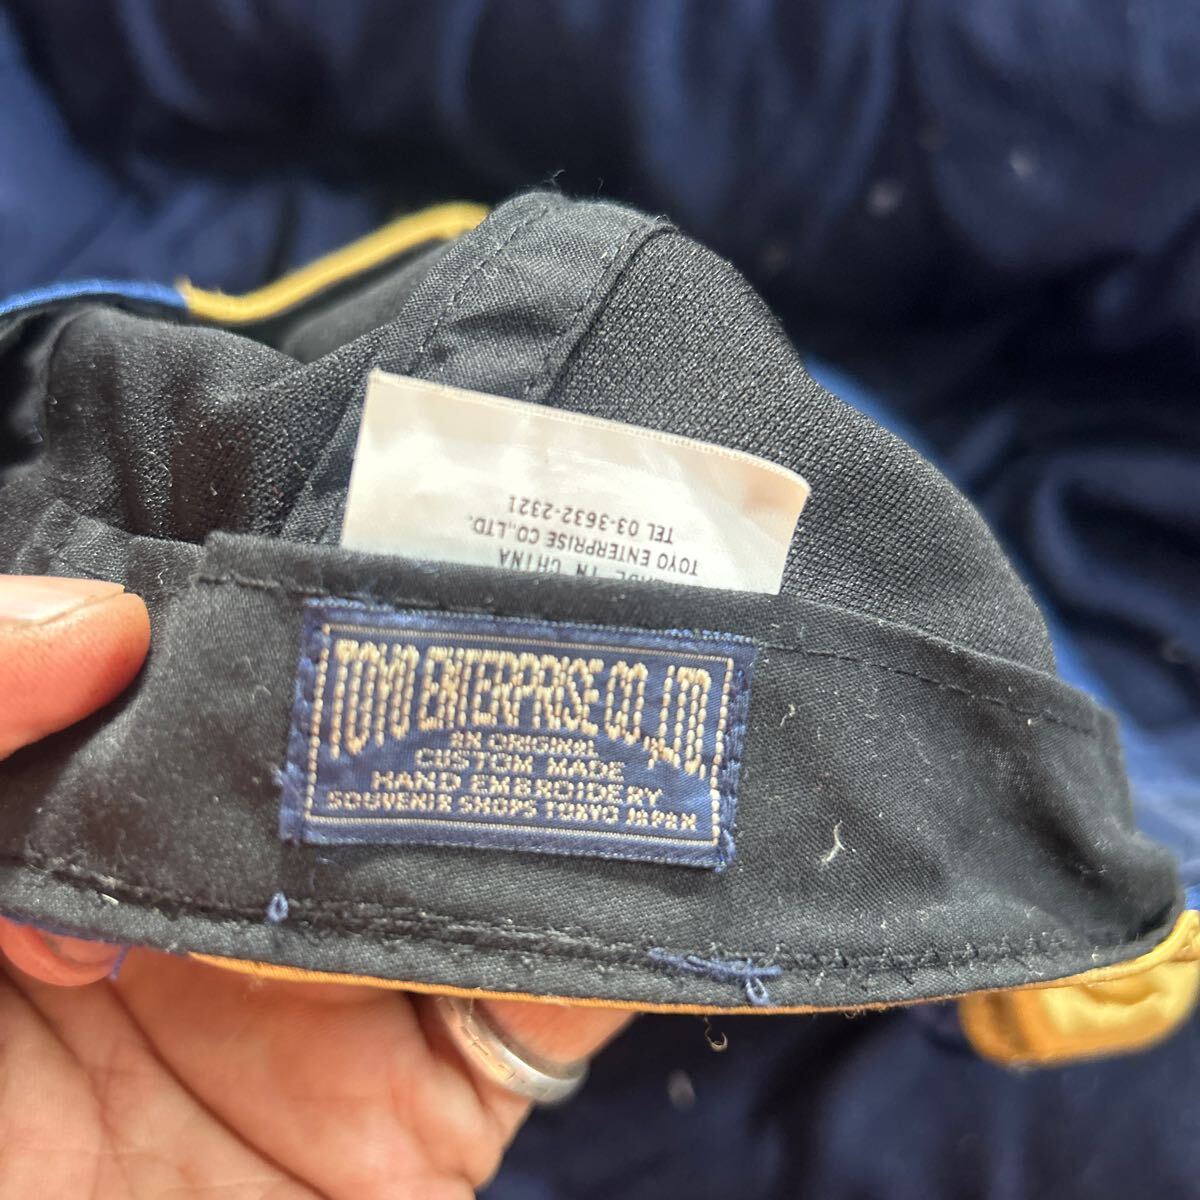 MADE IN CHINA
TOYO ENTERPRISE CO.,LTD.
TEL 03-3632-2321
TOYO ENTERPRISE CO.,LTD.
AN ORIGINAL
CUSTOM MADE
HAND EMBROIDERY
SOUVENIR SHOPS TOKYO JAPAN